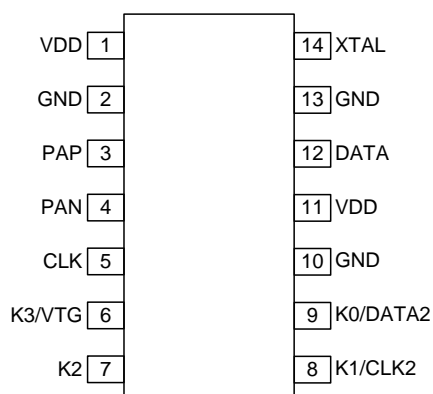 VDD 1 14 XTAL
GND 2 13 GND
PAP 3 12 DATA
PAN 4 11 VDD
CLK 5 10 GND
K3/VTG 6 9 K0/DATA2
K2 7 8 K1/CLK2